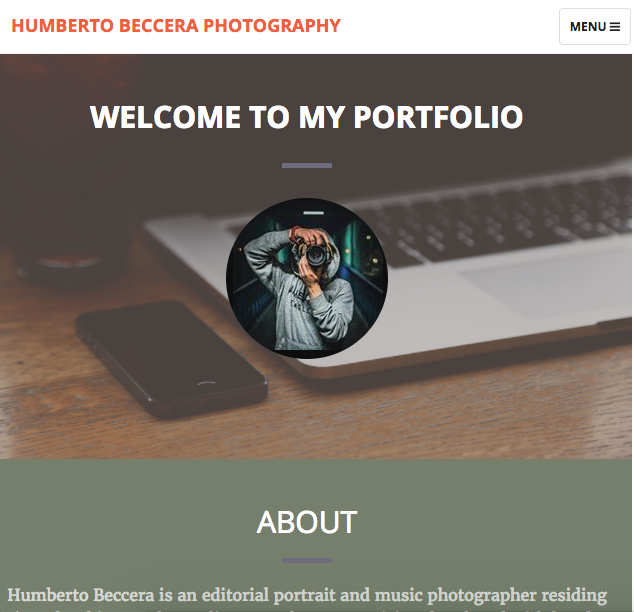 HUMBERTO BECCERA PHOTOGRAPHY
MENU
WELCOME TO MY PORTFOLIO
ABOUT
Humberto Beccera is an editorial portrait and music photographer residing